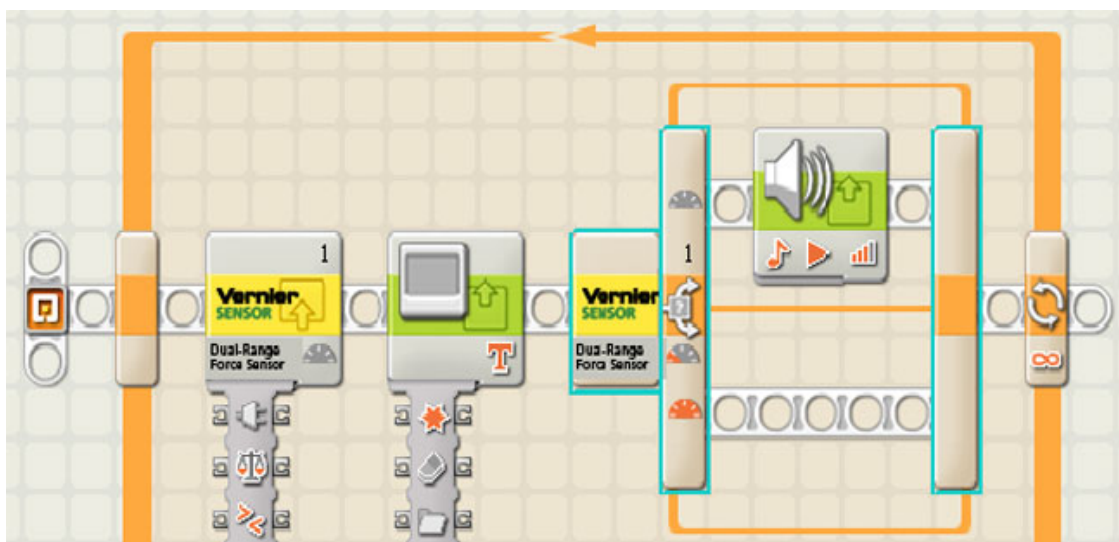 1
Vernier
SENSOR
Dual-Range
Force Sensor
T
Vernier
SENSOR
Dual-Range
Force Sensor
1
?
∞